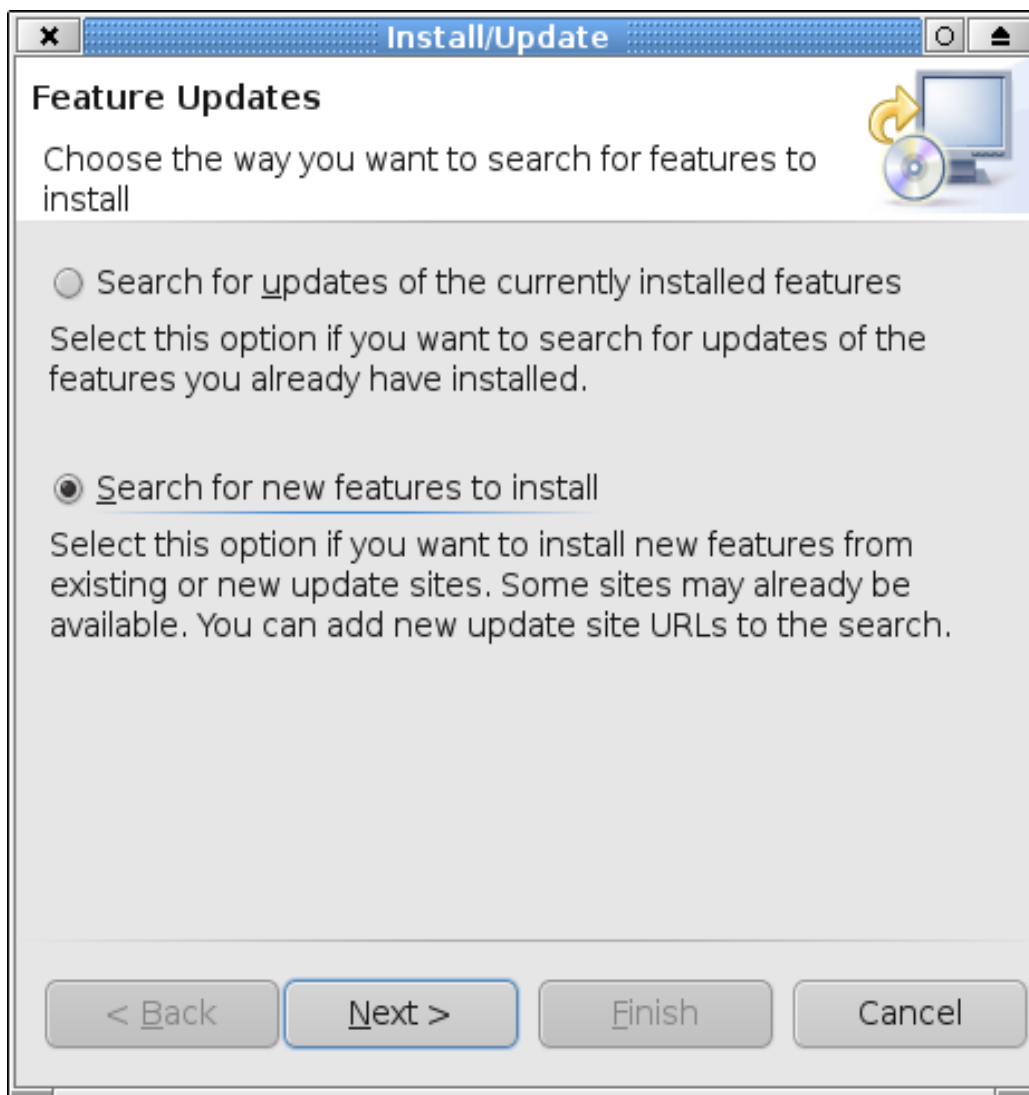 Install/Update
Feature Updates
Choose the way you want to search for features to
install
Search for updates of the currently installed features
Select this option if you want to search for updates of the
features you already have installed.
Search for new features to install
Select this option if you want to install new features from
existing or new update sites. Some sites may already be
available. You can add new update site URLs to the search.
< Back Next > Finish Cancel